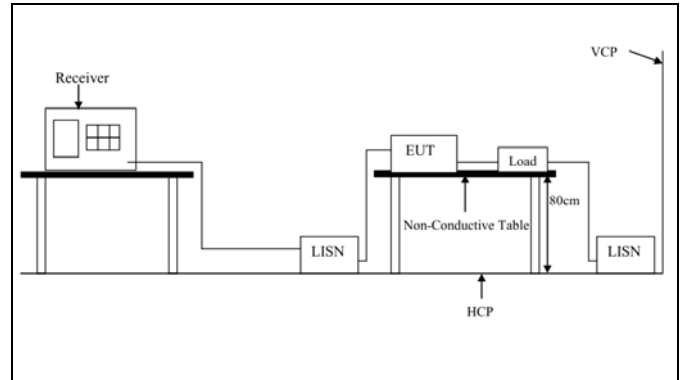 VCP
Receiver
EUT
Load
80cm
Non-Conductive Table
LISN
LISN
HCP